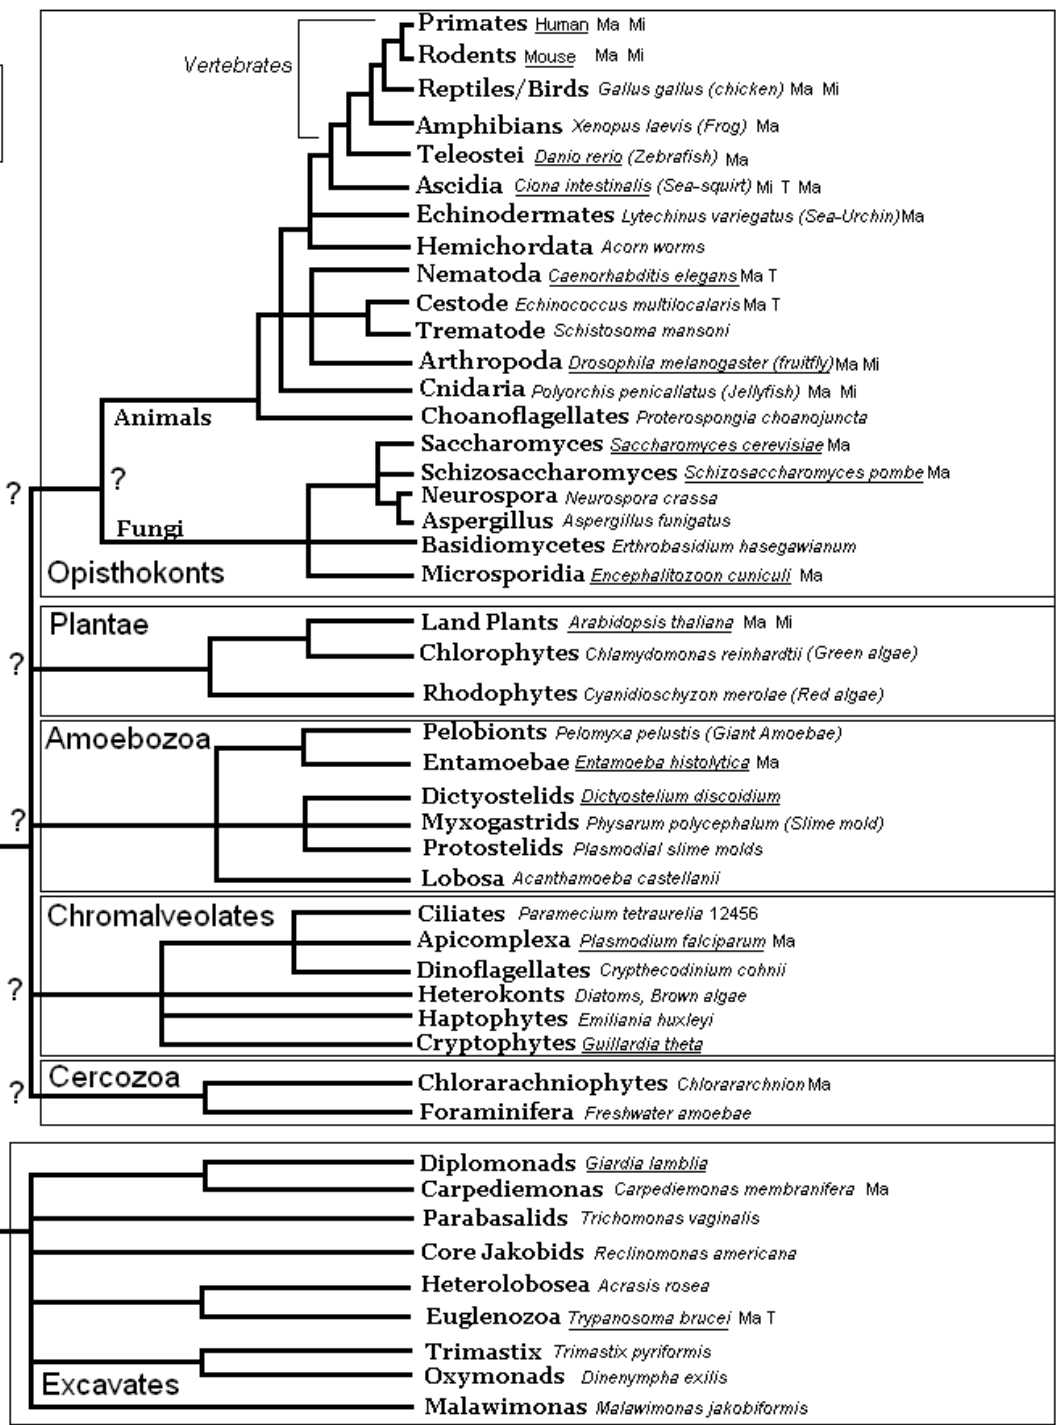 Primates Human Ma Mi
Vertebrates
Rodents Mouse Ma Mi
Reptiles/Birds Gallus gallus (chicken) Ma Mi
Amphibians Xenopus laevis (Frog) Ma
Teleostei Danio rerio (Zebrafish) Ma
Ascidia Ciona intestinalis (Sea-squirt) Mi T Ma
Echinodermates Lytechinus variegatus (Sea-Urchin)Ma
Hemichordata Acorn worms
Nematoda Caenorhabditis elegans Ma T
Cestode Echinococcus multilocalaris Ma T
Trematode Schistosoma mansoni
Arthropoda Drosophila melanogaster (fruitfly)Ma Mi
Cnidaria Polyorchis penicallatus (Jellyfish) Ma Mi
Animals
Choanoflagellates Proterospongia choanojuncta
Saccharomyces Saccharomyces cerevisiae Ma
Schizosaccharomyces Schizosaccharomyces pombe Ma
?
?
Neurospora Neurospora crassa
Aspergillus Aspergillus funigatus
Fungi
Basidiomycetes Erthrobasidium hasegawianum
Opisthokonts
Microsporidia Encephalitozoon cuniculi Ma
Plantae
Land Plants Arabidopsis thaliana Ma Mi
Chlorophytes Chlamydomonas reinhardtii (Green algae)
?
Rhodophytes Cyanidioschyzon merolae (Red algae)
Amoebozoa
Pelobionts Pelomyxa pelustis (Giant Amoebae)
Entamoebae Entamoeba histolytica Ma
Dictyostelids Dictyostelium discoidium
?
Myxogastrids Physarum polycephalum (Slime mold)
Protostelids Plasmodial slime molds
Lobosa Acanthamoeba castellanii
Chromalveolates
Ciliates Paramecium tetraurelia 12456
Apicomplexa Plasmodium falciparum Ma
Dinoflagellates Crypthecodinium cohnii
?
Heterokonts Diatoms, Brown algae
Haptophytes Emiliania huxleyi
Cryptophytes Guillardia theta
Cercozoa
?
Chlorarachniophytes Chlorararchnion Ma
Foraminifera Freshwater amoebae
Diplomonads Giardia lamblia
Carpediemonas Carpediemonas membranifera Ma
Parabasalids Trichomonas vaginalis
Core Jakobids Reclinomonas americana
Heterolobosea Acrasis rosea
Euglenozoa Trypanosoma brucei Ma T
Trimastix Trimastix pyriformis
Oxymonads Dinenympha exilis
Excavates
Malawimonas Malawimonas jakobiformis